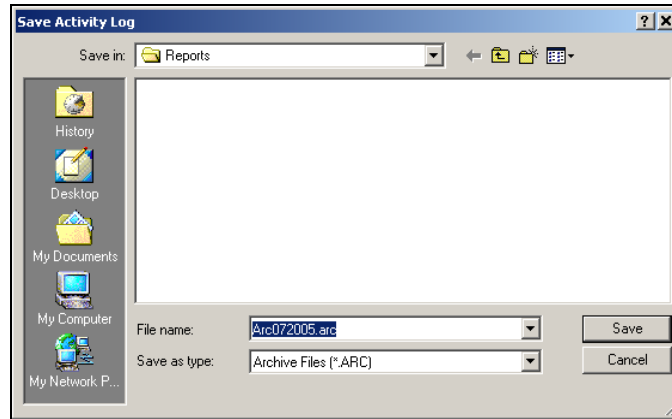 Save Activity Log
Save in: Reports
History
Desktop
My Documents
My Computer
My Network P...
File name: Arc072005.arc Save
Save as type: Archive Files (*.ARC) Cancel